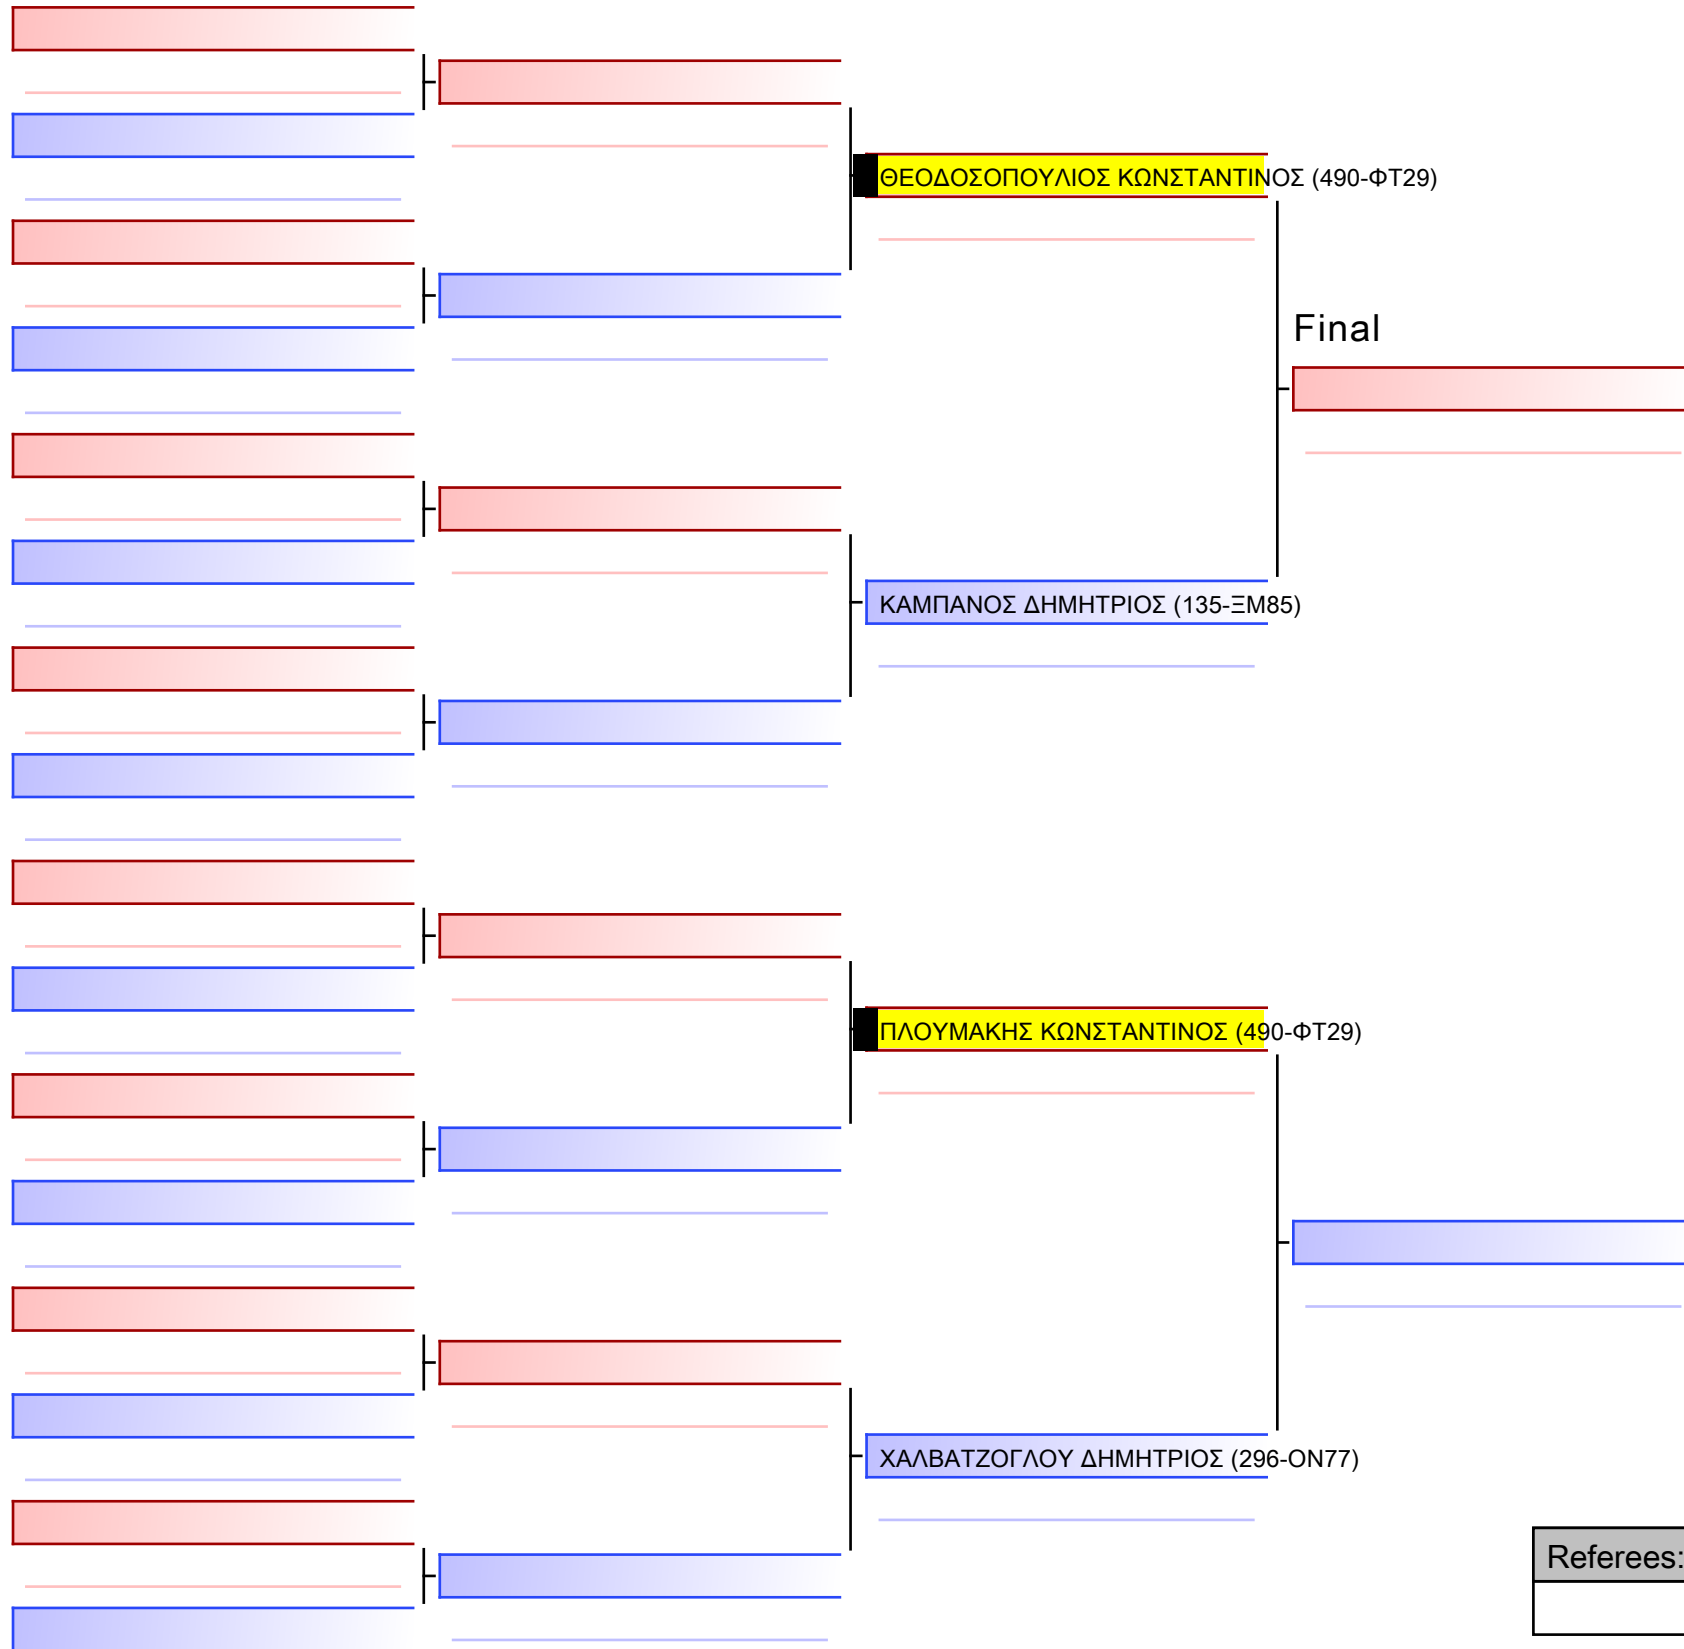 ΘΕΟΔΟΣΟΠΟΥΛΙΟΣ ΚΩΝΣΤΑΝΤΙΝΟΣ (490-ΦΤ29)
Final
ΚΑΜΠΑΝΟΣ ΔΗΜΗΤΡΙΟΣ (135-ΞΜ85)
ΠΛΟΥΜΑΚΗΣ ΚΩΝΣΤΑΝΤΙΝΟΣ (490-ΦΤ29)
ΧΑΛΒΑΤΖΟΓΛΟΥ ΔΗΜΗΤΡΙΟΣ (296-ΟΝ77)
Referees: